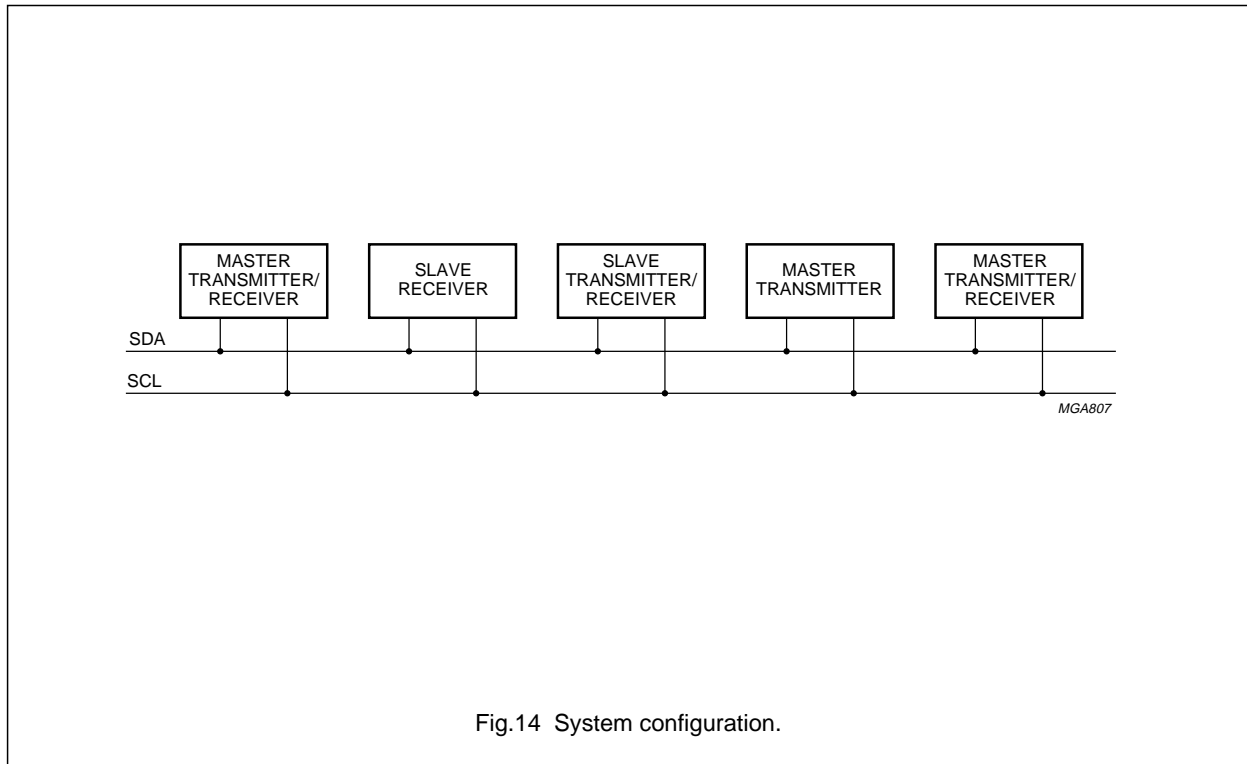 MASTER
TRANSMITTER/
RECEIVER
SLAVE
RECEIVER
SLAVE
TRANSMITTER/
RECEIVER
MASTER
TRANSMITTER
MASTER
TRANSMITTER/
RECEIVER
SDA
SCL
MGA807
Fig.14 System configuration.